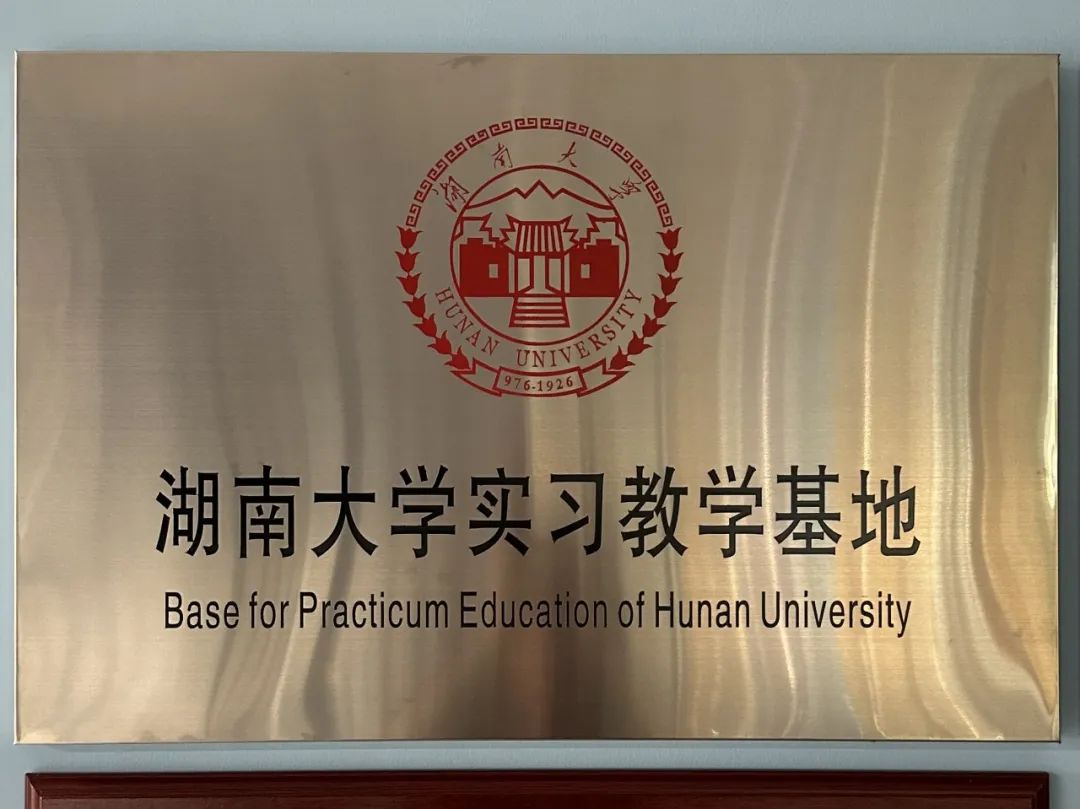 湖南大学
HUNAN UNIVERSITY
976-1926
湖南大学实习教学基地
Base for Practicum Education of Hunan University